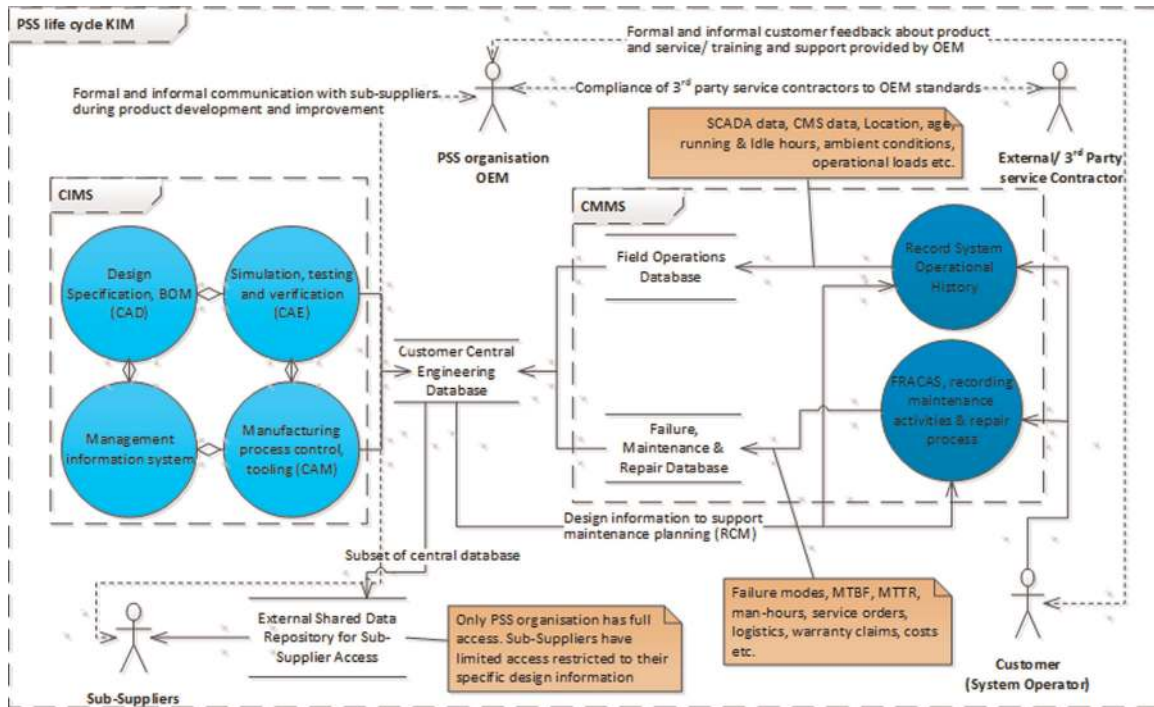 PSS life cycle KIM
Formal and informal customer feedback about product
and service/ training and support provided by OEM
Formal and informal communication with sub-suppliers
during product development and improvement
Compliance of 3rd party service contractors to OEM standards
PSS organisation
OEM
External/ 3rd Party
service Contractor
SCADA data, CMS data, Location, age,
running & Idle hours, ambient conditions,
operational loads etc.
CIMS
Design
Specification, BOM
(CAD)
Simulation, testing
and verification
(CAE)
Management
information system
Manufacturing
process control,
tooling (CAM)
Customer Central
Engineering
Database
CMMS
Field Operations
Database
Record System
Operational
History
Failure,
Maintenance &
Repair Database
FRACAS, recording
maintenance
activities & repair
process
Design information to support
maintenance planning (RCM)
Subset of central database
External Shared Data
Repository for Sub-
Supplier Access
Only PSS organisation has full
access. Sub-Suppliers have
limited access restricted to their
specific design information
Failure modes, MTBF, MTTR,
man-hours, service orders,
logistics, warranty claims, costs
etc.
Sub-Suppliers
Customer
(System Operator)